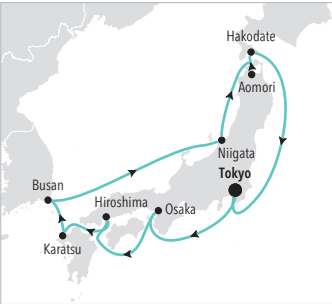 Hakodate
Aomori
Niigata
Tokyo
Busan
Hiroshima
Osaka
Karatsu